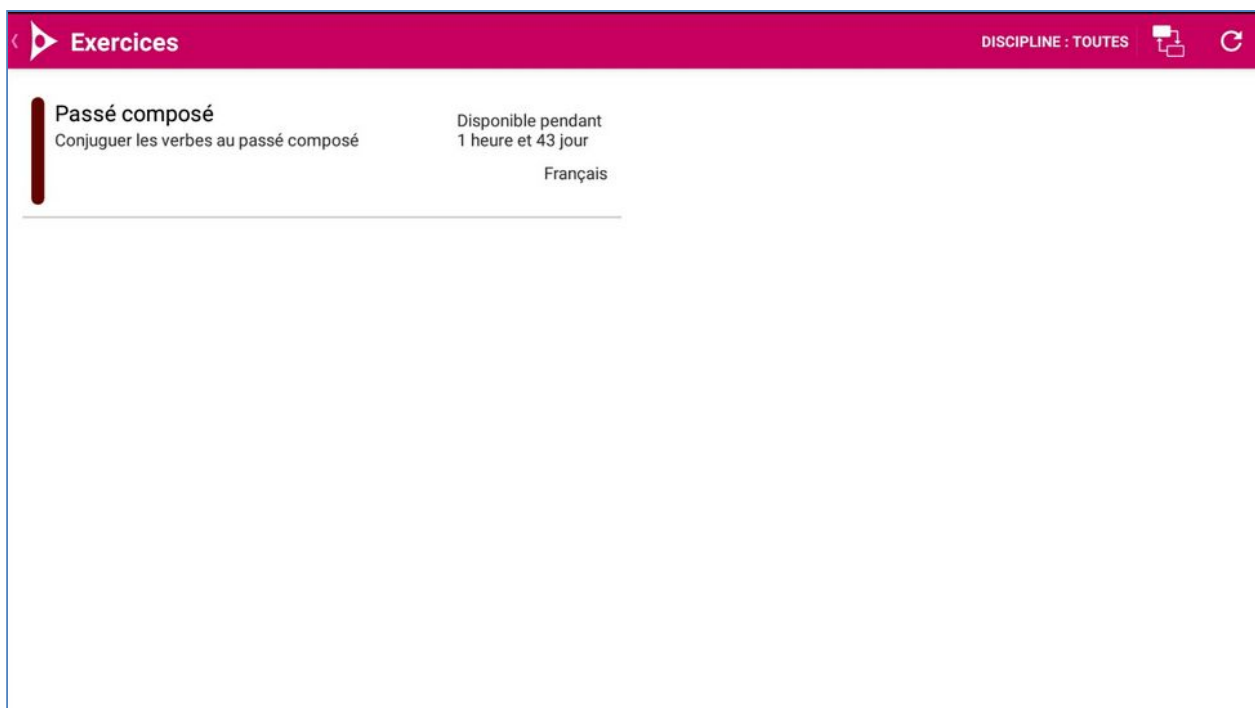 Exercices
DISCIPLINE : TOUTES
Passé composé
Conjuguer les verbes au passé composé
Disponible pendant
1 heure et 43 jour
Français